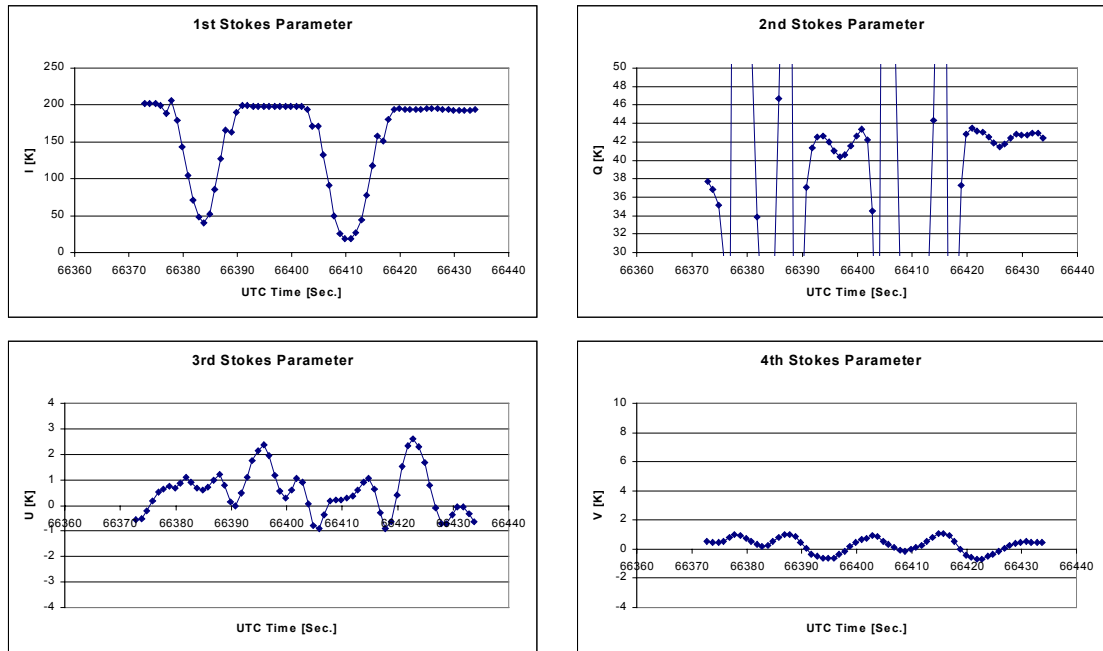 1st Stokes Parameter
250
200
150
100
50
0
I [K]
66360 66370 66380 66390 66400 66410 66420 66430 66440
UTC Time [Sec.]
2nd Stokes Parameter
50
48
46
44
42
40
38
36
34
32
30
Q [K]
66360 66370 66380 66390 66400 66410 66420 66430 66440
UTC Time [Sec.]
3rd Stokes Parameter
4
3
2
1
0
-1
-2
-3
-4
U [K]
66360 66370 66380 66390 66400 66410 66420 66430 66440
UTC Time [Sec.]
4th Stokes Parameter
10
8
6
4
2
0
-2
-4
V [K]
66360 66370 66380 66390 66400 66410 66420 66430 66440
UTC Time [Sec.]